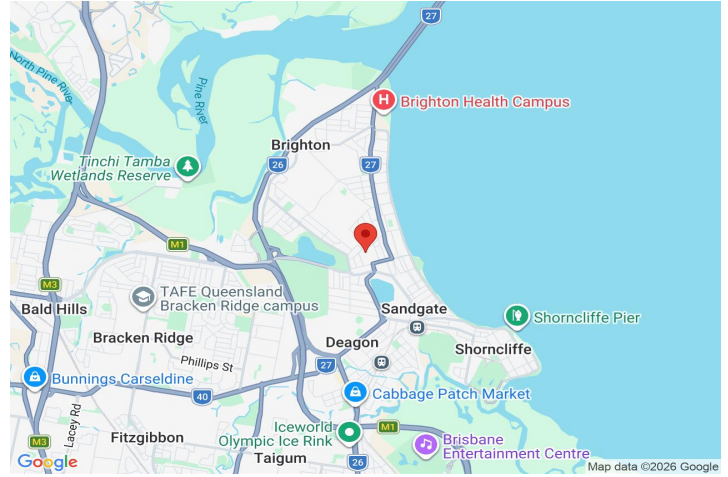 27
North Pine River
Pine River
H
Brighton Health Campus
Brighton
Tinchi Tamba
Wetlands Reserve
26
27
M1
M3
TAFE Queensland
Bracken Ridge campus
Bald Hills
Sandgate
Shorncliffe Pier
Bracken Ridge
Deagon
Shorncliffe
Phillips St
27
Bunnings Carseldine
40
Cabbage Patch Market
Lacey Rd
Iceworld
Olympic Ice Rink
M1
Fitzgibbon
M3
Brisbane
Entertainment Centre
Taigum
26
Google
Map data ©2026 Google